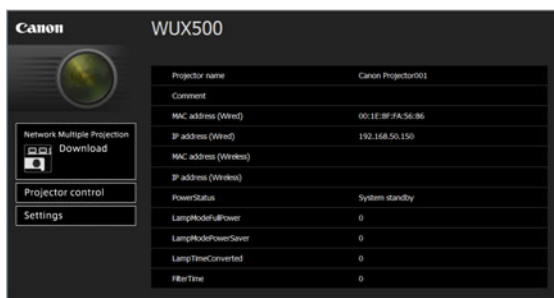 Canon
WUX500
Projector name Canon Projector001
Comment
MAC address (Wired) 00:1E:8F:FA:56:86
IP address (Wired) 192.168.50.150
MAC address (Wireless)
IP address (Wireless)
PowerStatus System standby
LampModeFullPower 0
LampModePowerSaver 0
LampTimeConverted 0
FilterTime 0
Network Multiple Projection
Download
Projector control
Settings